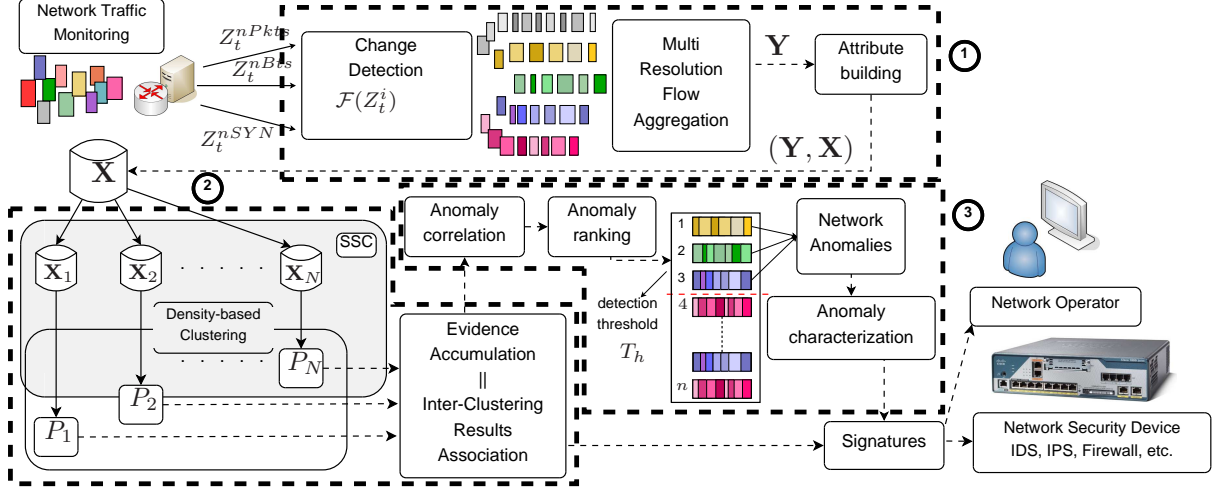 Network Traffic
Monitoring
Z_t^{nPkts}
Z_t^{nBts}
Z_t^{nSYN}
Change
Detection
\mathcal{F}(Z_t^i)
Multi
Resolution
Flow
Aggregation
Y
Attribute
building
1
(Y, X)
X
2
SSC
X_1
X_2
. . . . .
X_N
Density-based
Clustering
. . . . .
P_N
P_2
P_1
Evidence
Accumulation
||
Inter-Clustering
Results
Association
Anomaly
correlation
Anomaly
ranking
1
2
3
4
n
detection
threshold
T_h
Network
Anomalies
Anomaly
characterization
3
Signatures
Network Operator
Network Security Device
IDS, IPS, Firewall, etc.